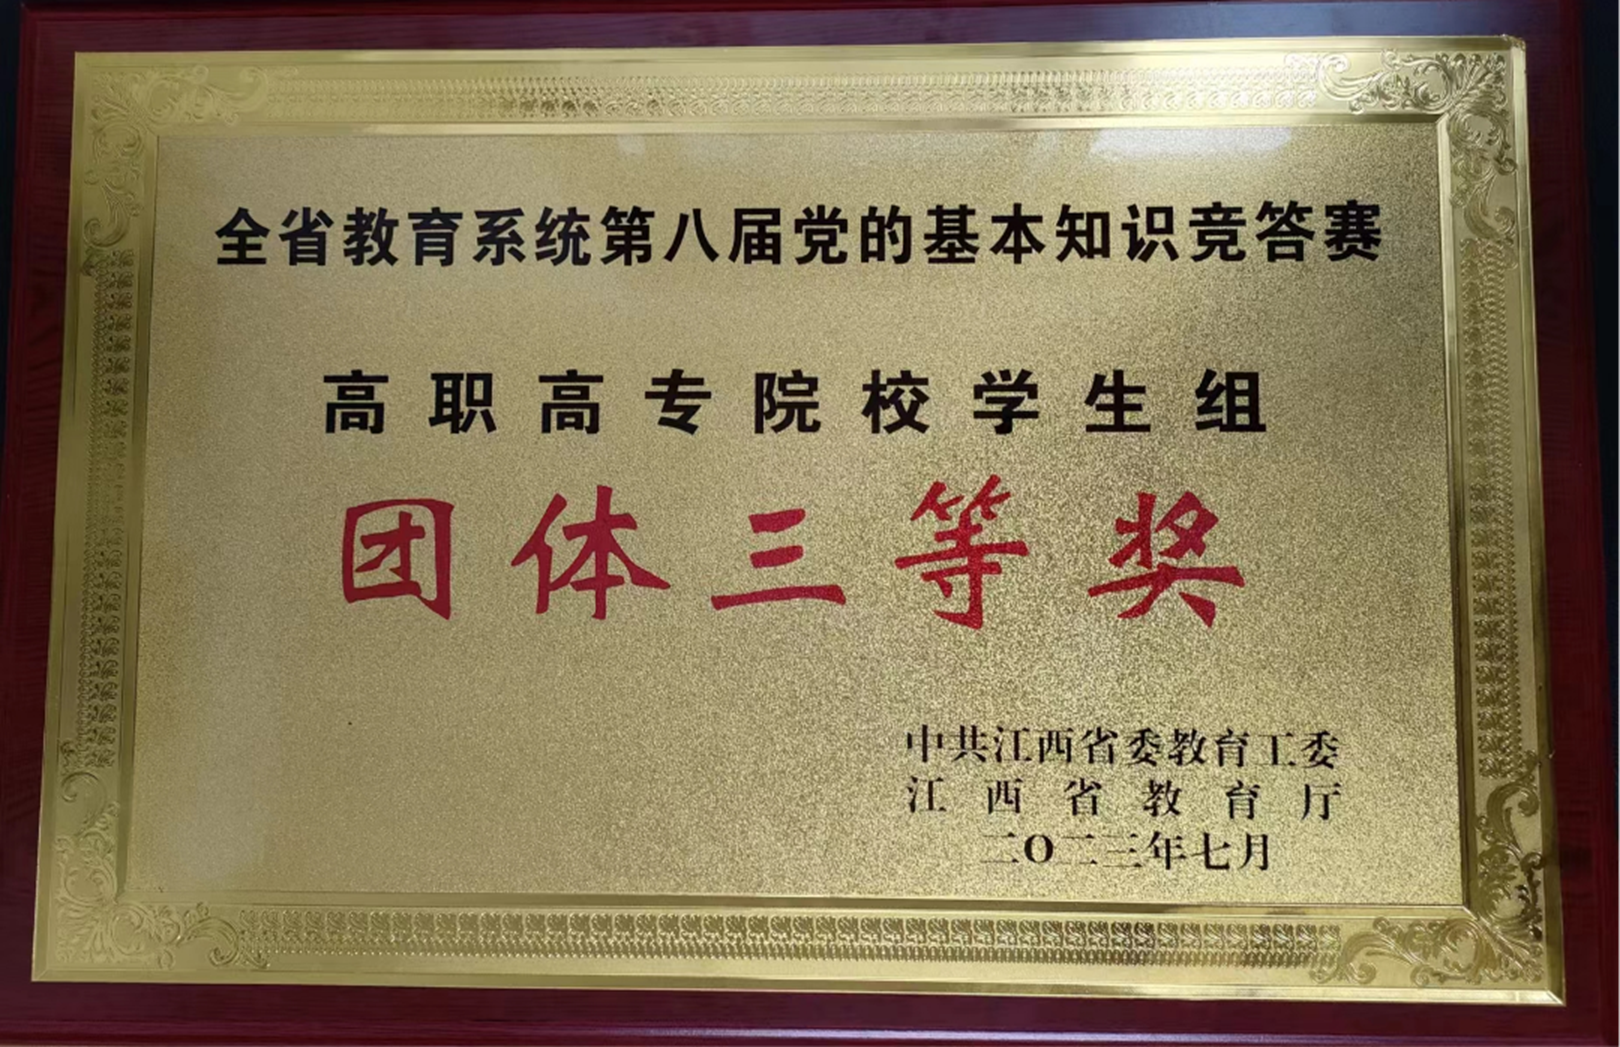 全省教育系统第八届党的基本知识竞答赛
高职高专院校学生组
团体三等奖
中共江西省委教育工委
江西省教育厅
二O二三年七月